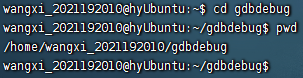 wangxi_2021192010@hyUbuntu:~$ cd gdbdebug
wangxi_2021192010@hyUbuntu:~/gdbdebug$ pwd
/home/wangxi_2021192010/gdbdebug
wangxi_2021192010@hyUbuntu:~/gdbdebug$